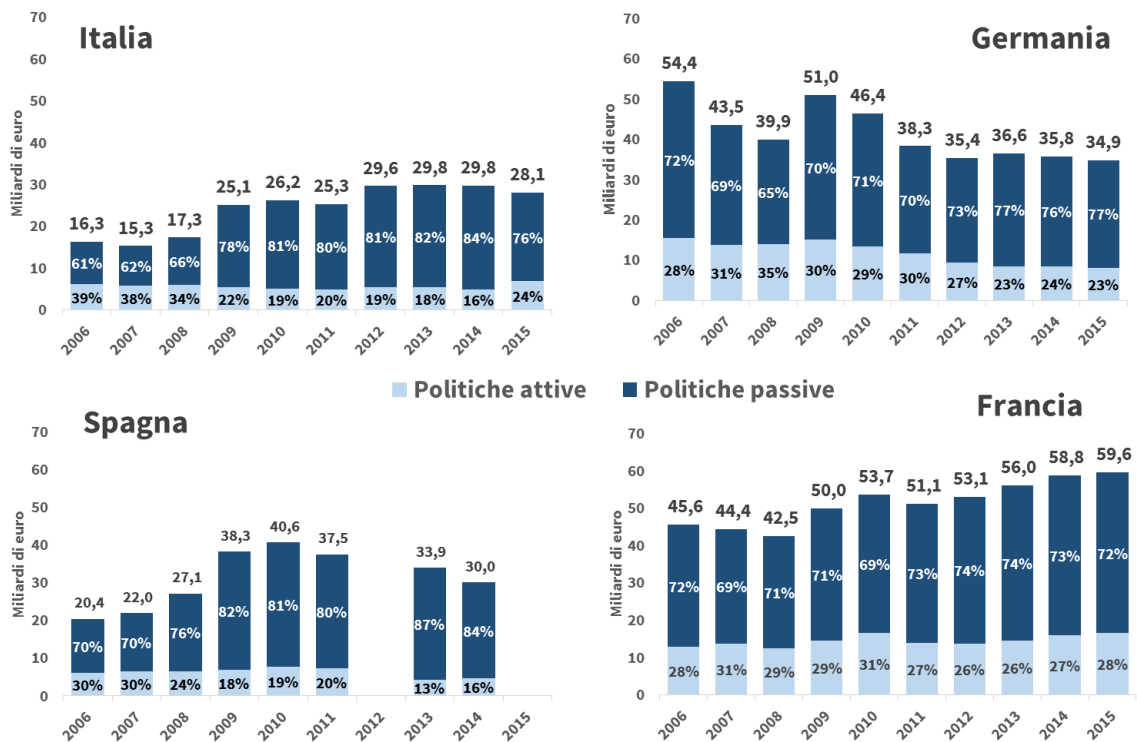 Italia
Miliardi di euro
70
60
50
40
30
20
10
0
16,3 15,3 17,3 25,1 26,2 25,3 29,6 29,8 29,8 28,1
61% 62% 66% 78% 81% 80% 81% 82% 84% 76%
39% 38% 34% 22% 19% 20% 19% 18% 16% 24%
2006 2007 2008 2009 2010 2011 2012 2013 2014 2015
Germania
Miliardi di euro
70
60
50
40
30
20
10
0
54,4 43,5 39,9 51,0 46,4 38,3 35,4 36,6 35,8 34,9
72% 69% 65% 70% 71% 70% 73% 77% 76% 77%
28% 31% 35% 30% 29% 30% 27% 23% 24% 23%
2006 2007 2008 2009 2010 2011 2012 2013 2014 2015
Politiche attive Politiche passive
Spagna
Miliardi di euro
70
60
50
40
30
20
10
0
20,4 22,0 27,1 38,3 40,6 37,5 33,9 30,0
70% 70% 76% 82% 81% 80% 87% 84%
30% 30% 24% 18% 19% 20% 13% 16%
2006 2007 2008 2009 2010 2011 2012 2013 2014 2015
Francia
Miliardi di euro
70
60
50
40
30
20
10
0
45,6 44,4 42,5 50,0 53,7 51,1 53,1 56,0 58,8 59,6
72% 69% 71% 71% 69% 73% 74% 74% 73% 72%
28% 31% 29% 29% 31% 27% 26% 26% 27% 28%
2006 2007 2008 2009 2010 2011 2012 2013 2014 2015